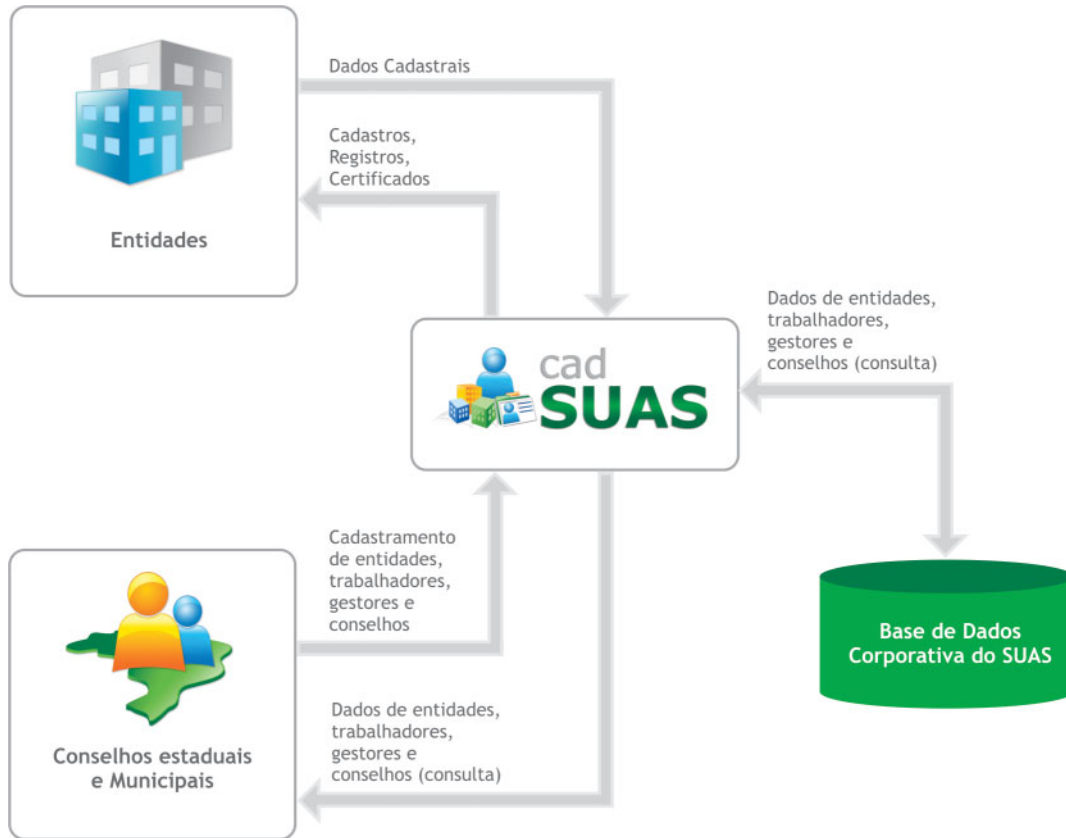 Dados Cadastrais
Cadastros,
Registros,
Certificados
Entidades
Dados de entidades,
trabalhadores,
gestores e
conselhos (consulta)
cad
SUAS
Cadastramento
de entidades,
trabalhadores,
gestores e
conselhos
Base de Dados
Corporativa do SUAS
Dados de entidades,
trabalhadores,
gestores e
conselhos (consulta)
Conselhos estaduais
e Municipais